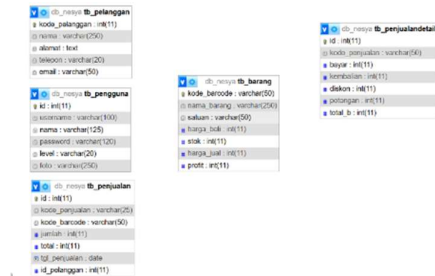 db_nesya tb_pelanggan
kode_palanggan : int(11)
nama : varchar(250)
alamat : text
telepon : varchar(20)
email : varchar(50)
db_nesya tb_pengguna
id : int(11)
username : varchar(100)
nama : varchar(125)
password : varchar(120)
level : varchar(20)
foto : varchar(250)
db_nesya tb_penjualan
id : int(11)
kode_penjualan : varchar(25)
kode_barcode : varchar(50)
jumlah : int(11)
total : int(11)
tgl_penjualan : date
id_pelanggan : int(11)
db_nesya tb_barang
kode_barcode : varchar(50)
nama_barang : varchar(250)
satuan : varchar(50)
harga_beli : int(11)
stok : int(11)
harga_jual : int(11)
profit : int(11)
db_nesya tb_penjualandetail
id : int(11)
kode_penjualan : varchar(50)
bayar : int(11)
kembalian : int(11)
diskon : int(11)
potongan : int(11)
total_b : int(11)